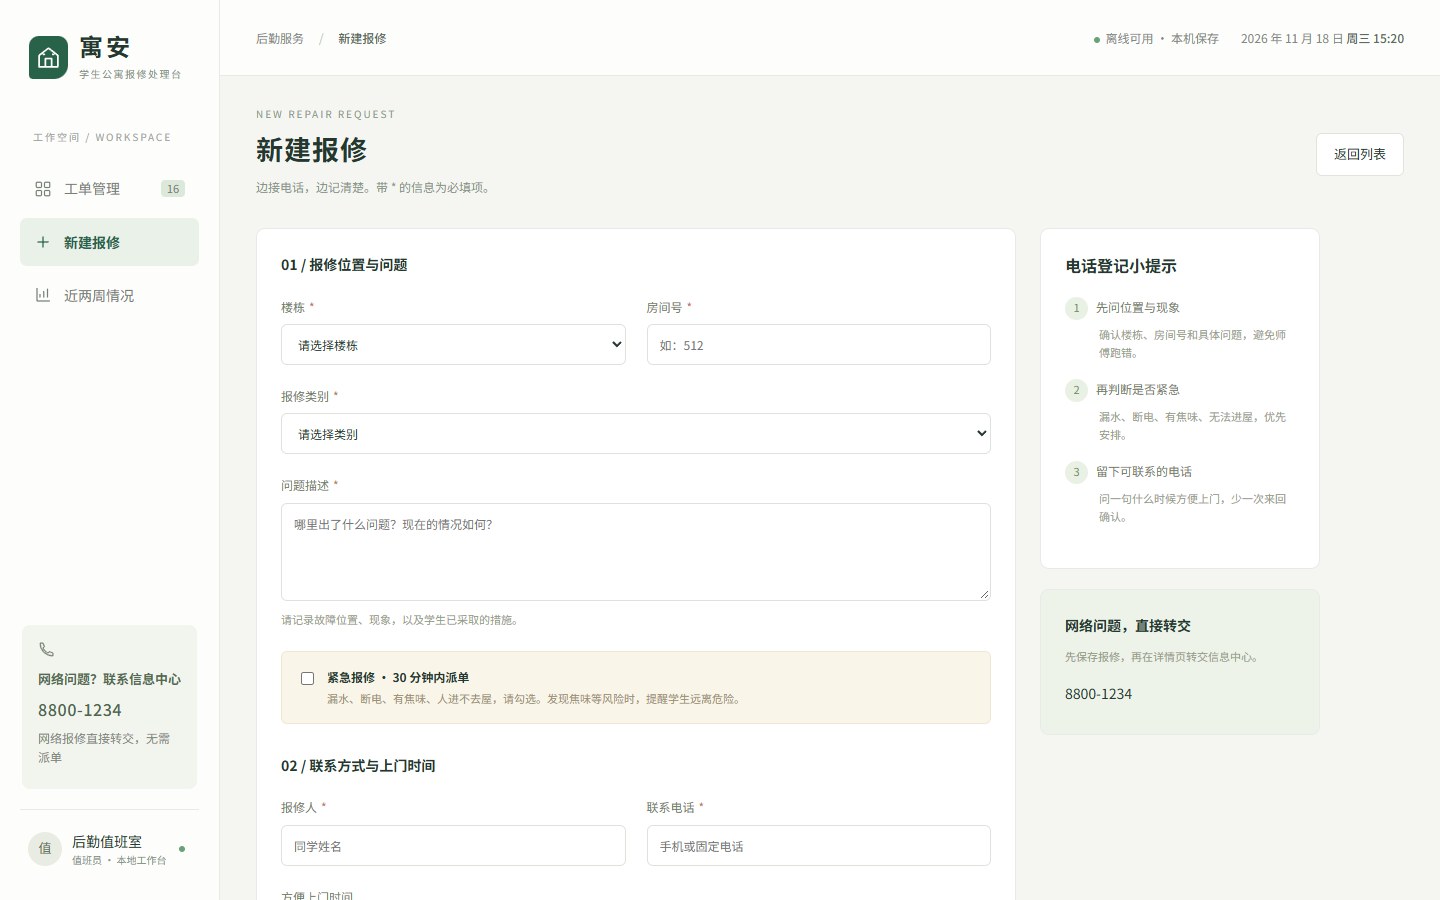 寓安
学生公寓报修处理台
工作空间 / WORKSPACE
工单管理 16
新建报修
近两周情况
网络问题？联系信息中心
8800-1234
网络报修直接转交，无需
派单
值 后勤值班室
值班员 • 本地工作台
后勤服务 / 新建报修
离线可用 • 本机保存 2026 年 11 月 18 日 周三 15:20
NEW REPAIR REQUEST
新建报修
边接电话，边记清楚。带 * 的信息为必填项。
返回列表
01 / 报修位置与问题
楼栋 * 房间号 *
请选择楼栋 如：512
报修类别 *
请选择类别
问题描述 *
哪里出了什么问题？现在的情况如何？
请记录故障位置、现象，以及学生已采取的措施。
紧急报修 • 30 分钟内派单
漏水、断电、有焦味、人进不去屋，请勾选。发现焦味等风险时，提醒学生远离危险。
02 / 联系方式与上门时间
报修人 * 联系电话 *
同学姓名 手机或固定电话
方便上门时间
电话登记小提示
1 先问位置与现象
确认楼栋、房间号和具体问题，避免师
傅跑错。
2 再判断是否紧急
漏水、断电、有焦味、无法进屋，优先
安排。
3 留下可联系的电话
问一句什么时候方便上门，少一次来回
确认。
网络问题，直接转交
先保存报修，再在详情页转交信息中心。
8800-1234